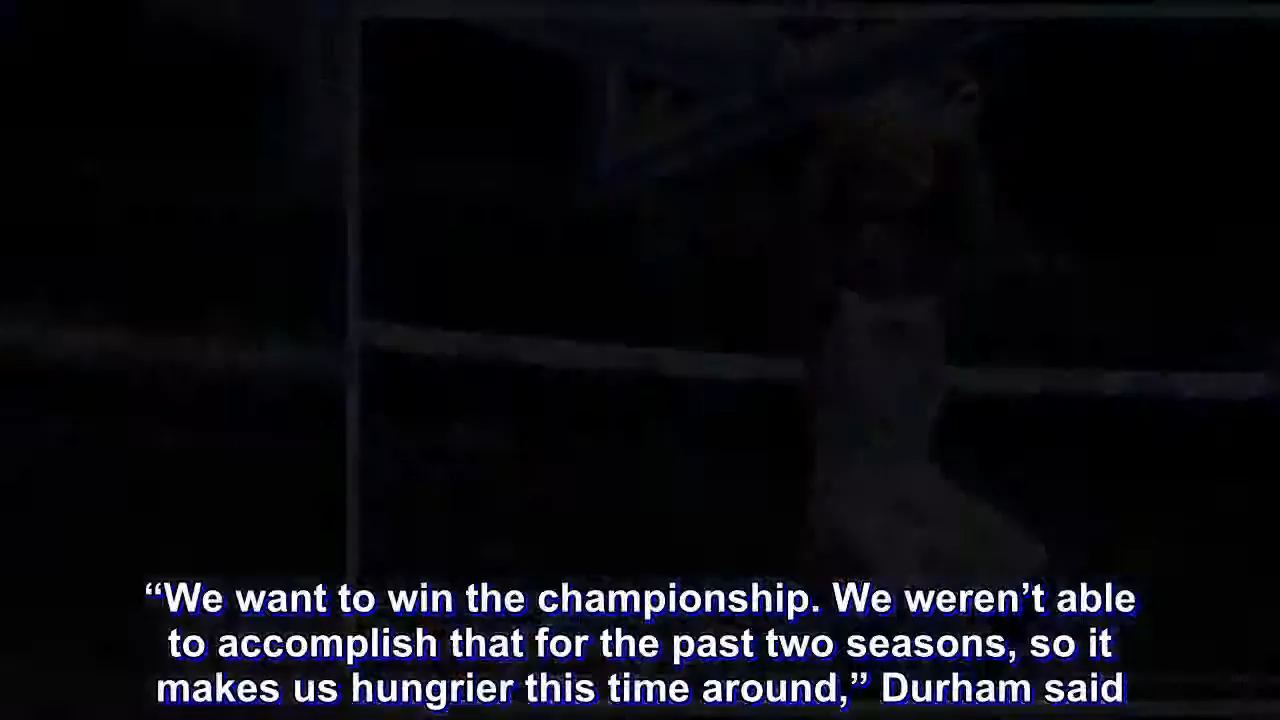 “We want to win the championship. We weren’t able
to accomplish that for the past two seasons, so it
makes us hungrier this time around,” Durham said